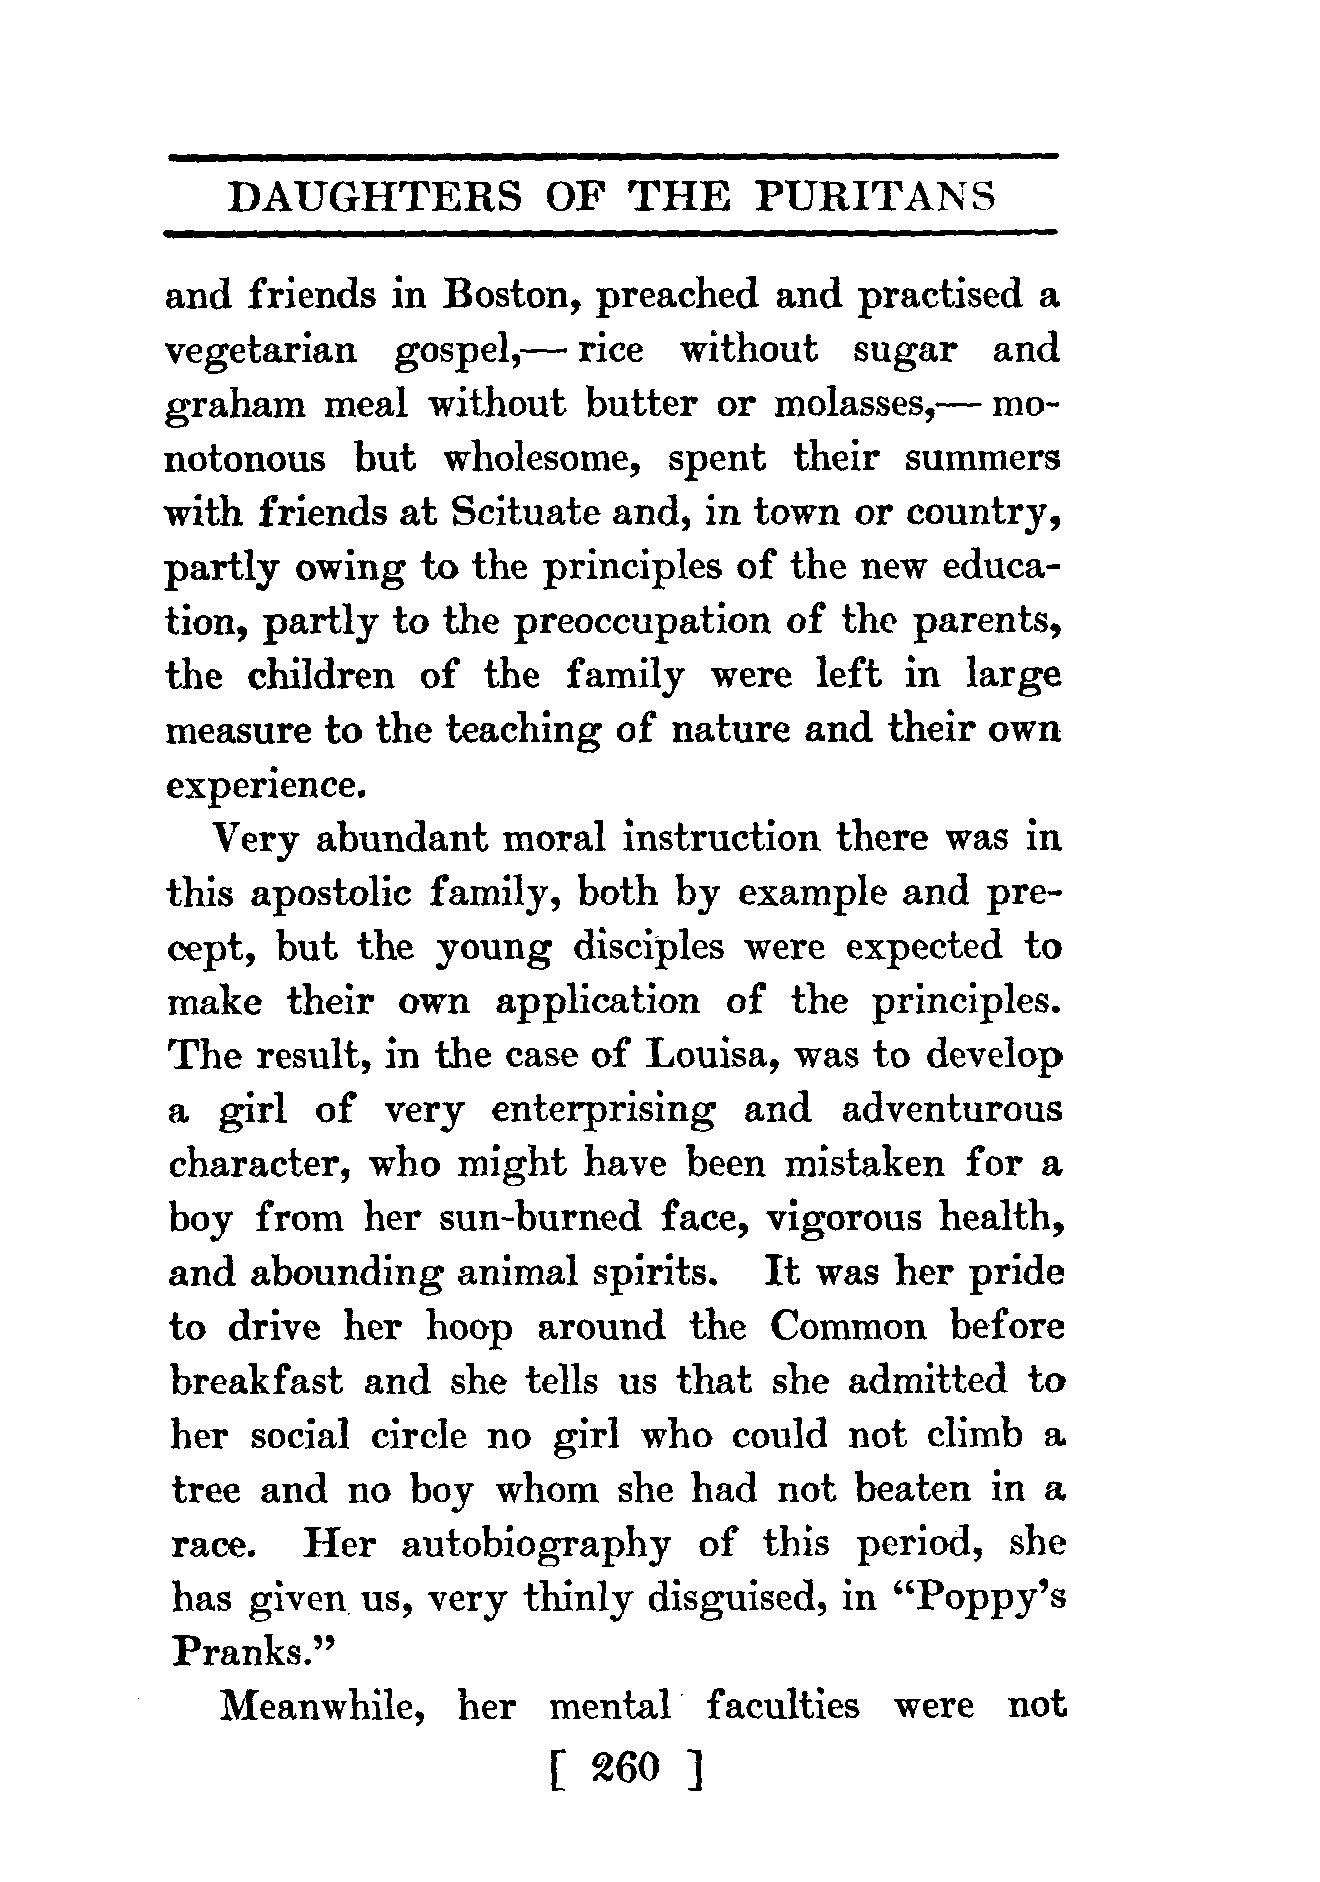 DAUGHTERS OF THE PURITANS
and friends in Boston, preached and practised a
vegetarian gospel,— rice without sugar and
graham meal without butter or molasses,— mo-
notonous but wholesome, spent their summers
with friends at Scituate and, in town or country,
partly owing to the principles of the new educa-
tion, partly to the preoccupation of the parents,
the children of the family were left in large
measure to the teaching of nature and their own
experience.
Very abundant moral instruction there was in
this apostolic family, both by example and pre-
cept, but the young disciples were expected to
make their own application of the principles.
The result, in the case of Louisa, was to develop
a girl of very enterprising and adventurous
character, who might have been mistaken for a
boy from her sun-burned face, vigorous health,
and abounding animal spirits. It was her pride
to drive her hoop around the Common before
breakfast and she tells us that she admitted to
her social circle no girl who could not climb a
tree and no boy whom she had not beaten in a
race. Her autobiography of this period, she
has given us, very thinly disguised, in “Poppy’s
Pranks.”
Meanwhile, her mental faculties were not
[ 260 ]